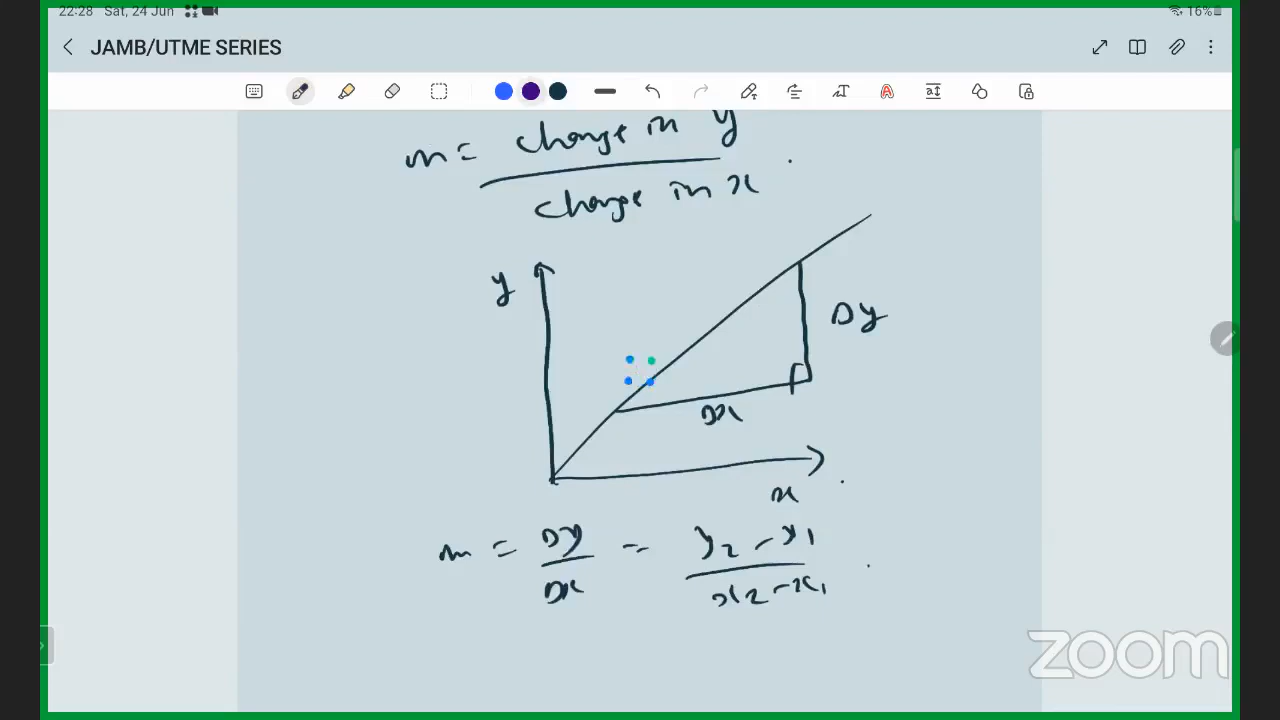 22:28 Sat, 24 Jun 16%
JAMB/UTME SERIES
m = change in y
change in x
y
Δy
Δx
x
m = Δy = y₂ - y₁
Δx x₂ - x₁
zoom